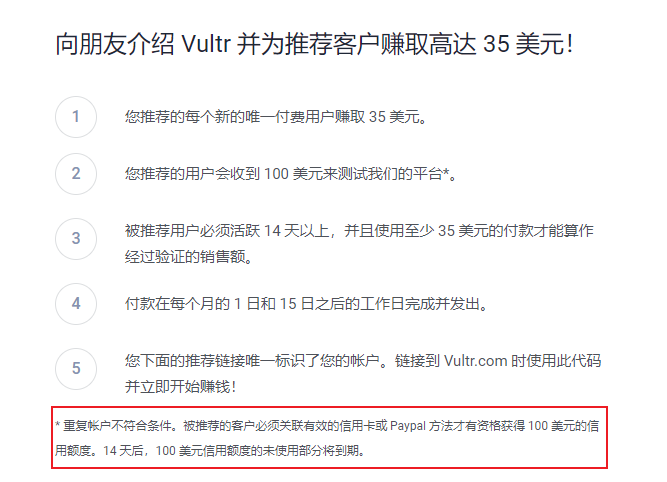 向朋友介绍 Vultr 并为推荐客户赚取高达 35 美元！
1 您推荐的每个新的唯一付费用户赚取 35 美元。
2 您推荐的用户会收到 100 美元来测试我们的平台*。
3 被推荐用户必须活跃 14 天以上，并且使用至少 35 美元的付款才能算作
经过验证的销售额。
4 付款在每个月的 1 日和 15 日之后的工作日完成并发出。
5 您下面的推荐链接唯一标识了您的帐户。链接到 Vultr.com 时使用此代码
并立即开始赚钱！
* 重复帐户不符合条件。被推荐的客户必须关联有效的信用卡或 Paypal 方法才有资格获得 100 美元的信
用额度。14 天后，100 美元信用额度的未使用部分将到期。